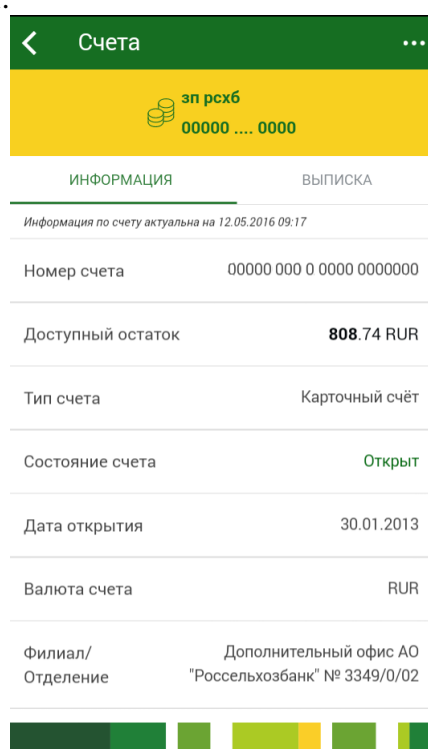 Счета
зп рсхб
00000 .... 0000
ИНФОРМАЦИЯ ВЫПИСКА
Информация по счету актуальна на 12.05.2016 09:17
Номер счета 00000 000 0 0000 0000000
Доступный остаток 808.74 RUR
Тип счета Карточный счёт
Состояние счета Открыт
Дата открытия 30.01.2013
Валюта счета RUR
Филиал/ Дополнительный офис АО
Отделение "Россельхозбанк" № 3349/0/02